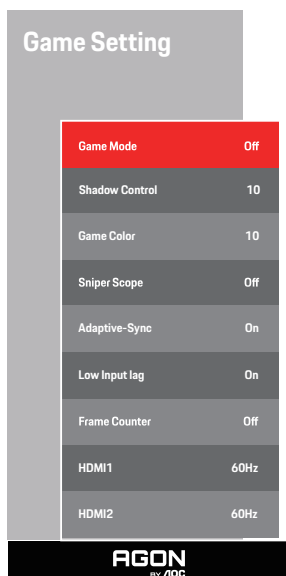 Game Setting
Game Mode Off
Shadow Control 10
Game Color 10
Sniper Scope Off
Adaptive-Sync On
Low Input lag On
Frame Counter Off
HDMI1 60Hz
HDMI2 60Hz
AGON
BY AOC